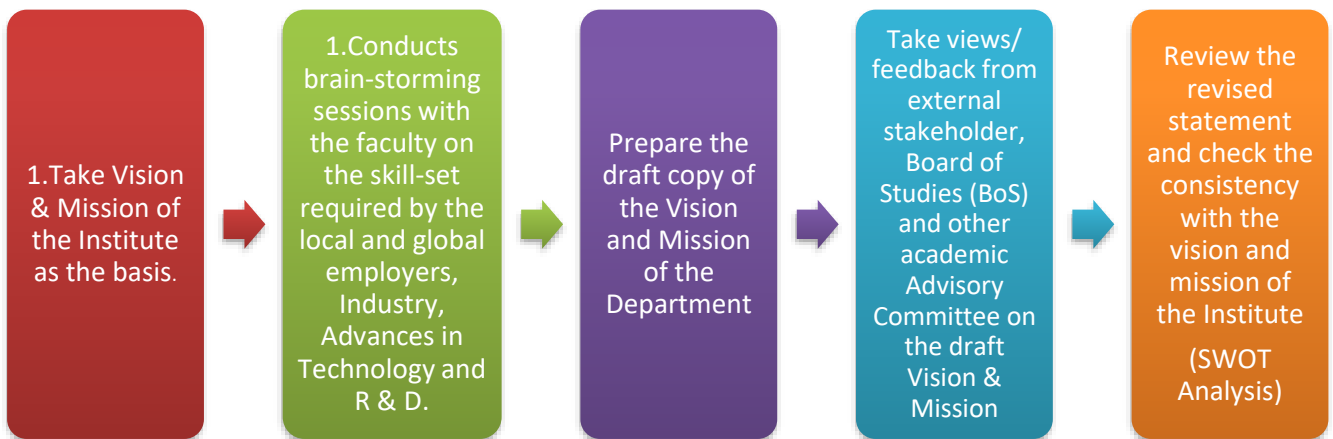 1.Take Vision
& Mission of
the Institute
as the basis.
1.Conducts
brain-storming
sessions with
the faculty on
the skill-set
required by the
local and global
employers,
Industry,
Advances in
Technology and
R & D.
Prepare the
draft copy of
the Vision
and Mission
of the
Department
Take views/
feedback from
external
stakeholder,
Board of
Studies (BoS)
and other
academic
Advisory
Committee on
the draft
Vision &
Mission
Review the
revised
statement
and check the
consistency
with the
vision and
mission of
the Institute
(SWOT
Analysis)